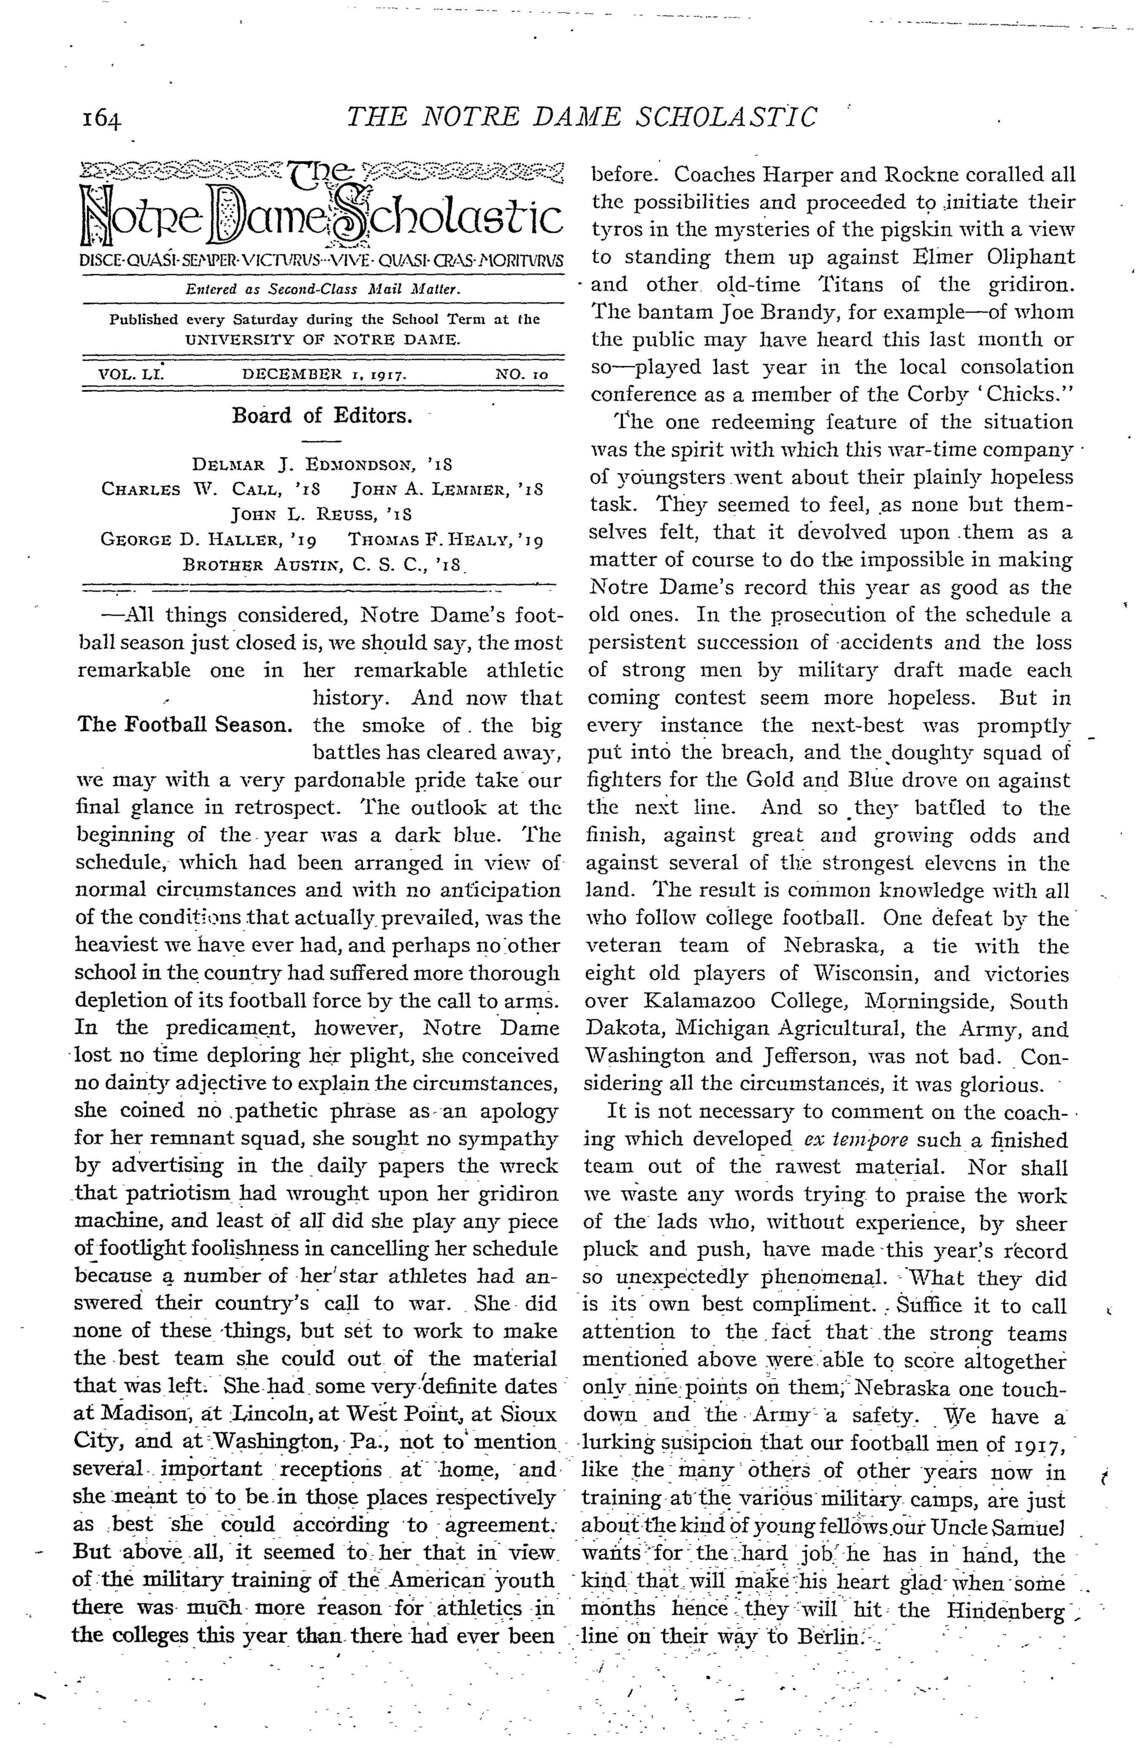 164
THE NOTRE DAME SCHOLASTIC
The
Notre Dame Scholastic
DISCE·QUASI·SEMPER·VICTURUS···VIVE·QUASI·CRAS·MORITURUS
Entered as Second-Class Mail Matter.
Published every Saturday during the School Term at the
UNIVERSITY OF NOTRE DAME.
VOL. LI. DECEMBER 1, 1917. NO. 10
Board of Editors.
DELMAR J. EDMONDSON, '18
CHARLES W. CALL, '18 JOHN A. LEMMER, '18
JOHN L. REUSS, '18
GEORGE D. HALLER, '19 THOMAS F. HEALY, '19
BROTHER AUSTIN, C. S. C., '18
—All things considered, Notre Dame's foot-
ball season just closed is, we should say, the most
remarkable one in her remarkable athletic
history. And now that
The Football Season. the smoke of the big
battles has cleared away,
we may with a very pardonable pride take our
final glance in retrospect. The outlook at the
beginning of the year was a dark blue. The
schedule, which had been arranged in view of
normal circumstances and with no anticipation
of the conditions that actually prevailed, was the
heaviest we have ever had, and perhaps no other
school in the country had suffered more thorough
depletion of its football force by the call to arms.
In the predicament, however, Notre Dame
lost no time deploring her plight, she conceived
no dainty adjective to explain the circumstances,
she coined no pathetic phrase as an apology
for her remnant squad, she sought no sympathy
by advertising in the daily papers the wreck
that patriotism had wrought upon her gridiron
machine, and least of all did she play any piece
of footlight foolishness in cancelling her schedule
because a number of her star athletes had an-
swered their country's call to war. She did
none of these things, but set to work to make
the best team she could out of the material
that was left. She had some very definite dates
at Madison, at Lincoln, at West Point, at Sioux
City, and at Washington, Pa., not to mention
several important receptions at home, and
she meant to to be in those places respectively
as best she could according to agreement.
But above all, it seemed to her that in view
of the military training of the American youth
there was much more reason for athletics in
the colleges this year than there had ever been
before. Coaches Harper and Rockne coralled all
the possibilities and proceeded to initiate their
tyros in the mysteries of the pigskin with a view
to standing them up against Elmer Oliphant
and other old-time Titans of the gridiron.
The bantam Joe Brandy, for example—of whom
the public may have heard this last month or
so—played last year in the local consolation
conference as a member of the Corby 'Chicks."
The one redeeming feature of the situation
was the spirit with which this war-time company
of youngsters went about their plainly hopeless
task. They seemed to feel, as none but them-
selves felt, that it devolved upon them as a
matter of course to do the impossible in making
Notre Dame's record this year as good as the
old ones. In the prosecution of the schedule a
persistent succession of accidents and the loss
of strong men by military draft made each
coming contest seem more hopeless. But in
every instance the next-best was promptly
put into the breach, and the doughty squad of
fighters for the Gold and Blue drove on against
the next line. And so they battled to the
finish, against great and growing odds and
against several of the strongest elevens in the
land. The result is common knowledge with all
who follow college football. One defeat by the
veteran team of Nebraska, a tie with the
eight old players of Wisconsin, and victories
over Kalamazoo College, Morningside, South
Dakota, Michigan Agricultural, the Army, and
Washington and Jefferson, was not bad. Con-
sidering all the circumstances, it was glorious.
It is not necessary to comment on the coach-
ing which developed ex tempore such a finished
team out of the rawest material. Nor shall
we waste any words trying to praise the work
of the lads who, without experience, by sheer
pluck and push, have made this year's record
so unexpectedly phenomenal. What they did
is its own best compliment. Suffice it to call
attention to the fact that the strong teams
mentioned above were able to score altogether
only nine points on them, Nebraska one touch-
down and the Army a safety. We have a
lurking susipcion that our football men of 1917,
like the many others of other years now in
training at the various military camps, are just
about the kind of young fellows our Uncle Samuel
wants for the hard job he has in hand, the
kind that will make his heart glad when some
months hence they will hit the Hindenberg
line on their way to Berlin.